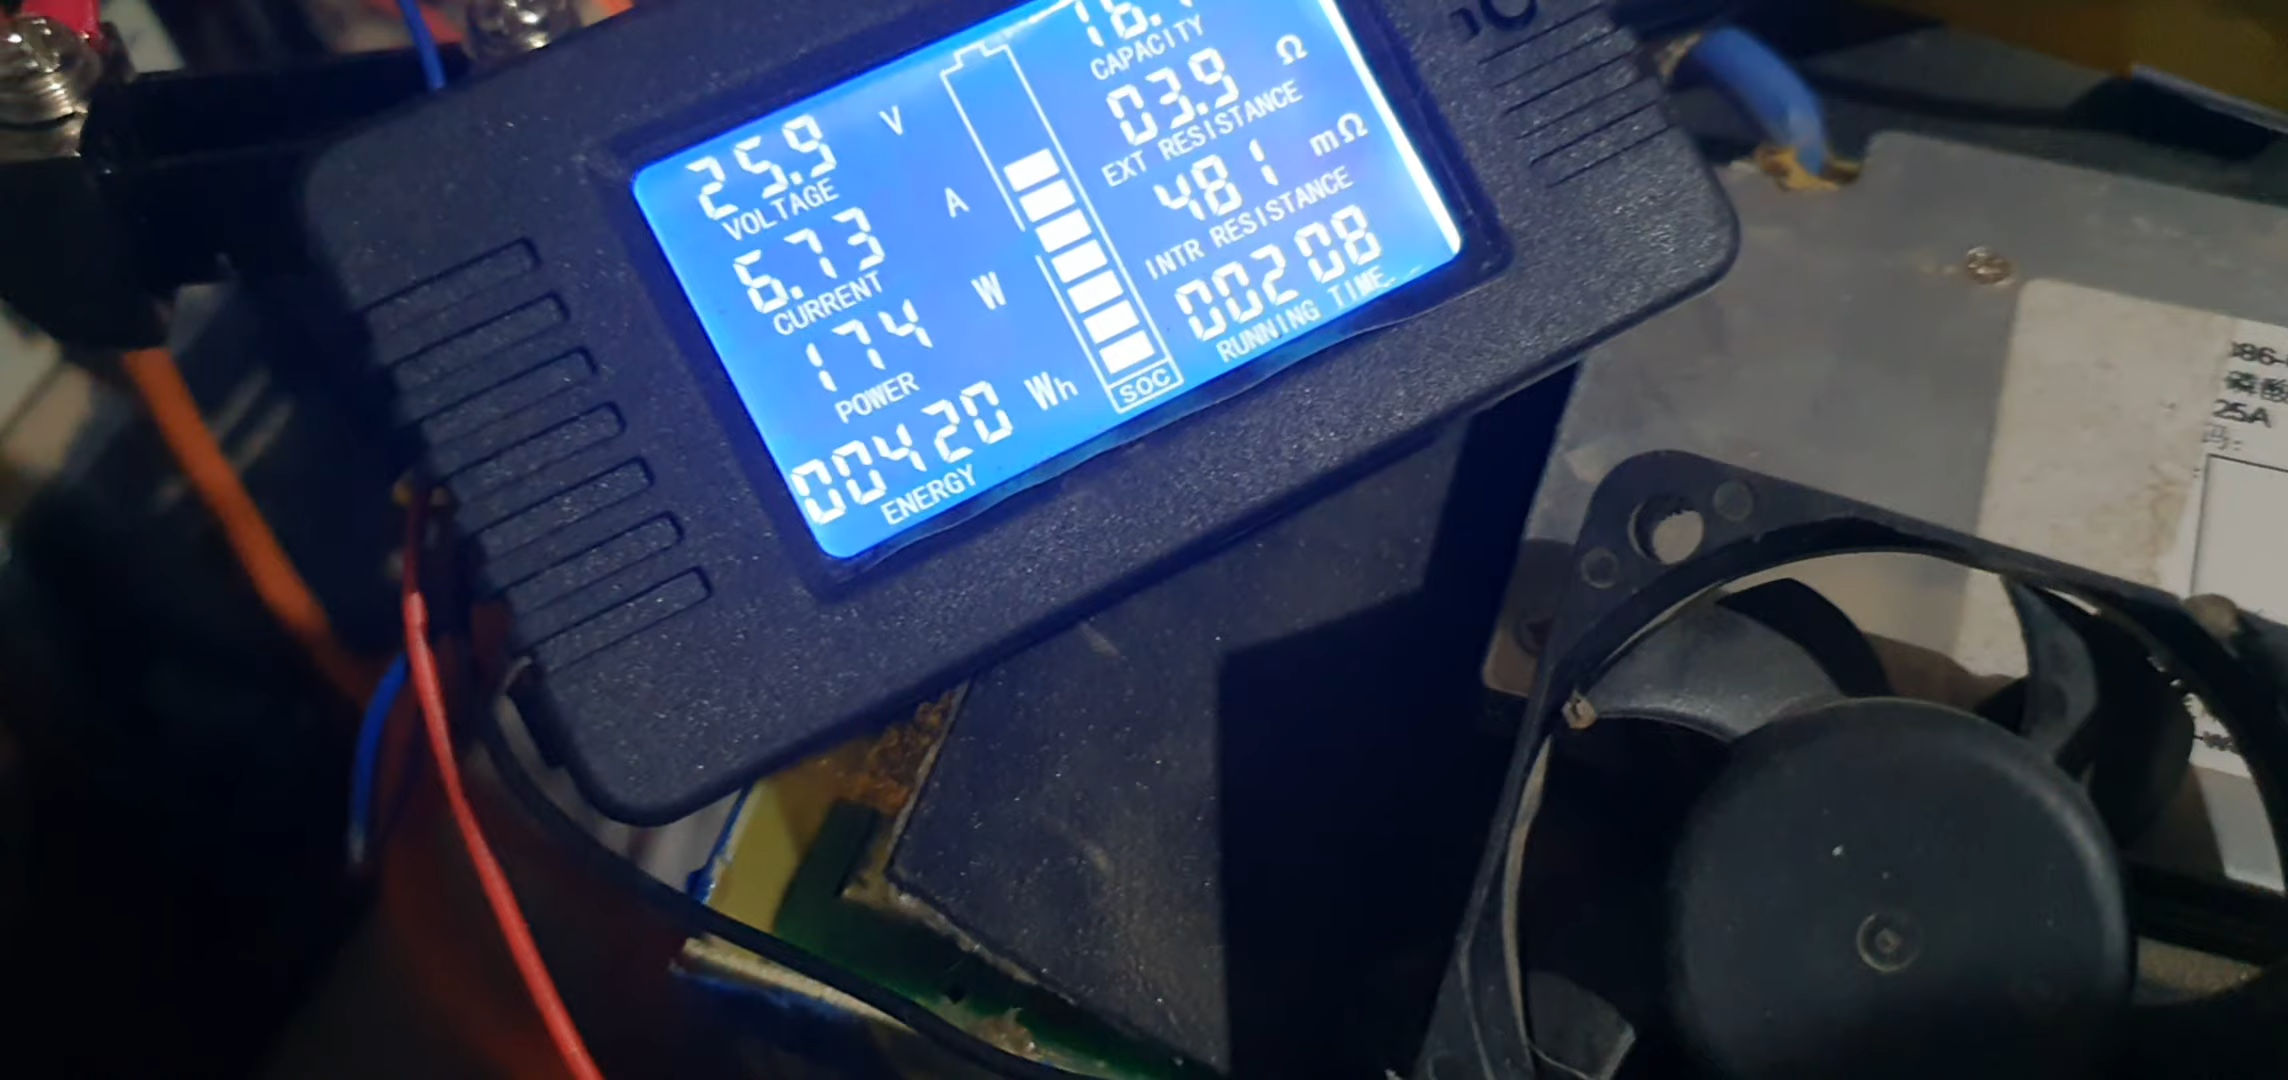 25.9 V
VOLTAGE
6.73 A
CURRENT
174 W
POWER
00420 Wh
ENERGY
SOC
CAPACITY
03.9 Ω
EXT RESISTANCE
481 mΩ
INTR RESISTANCE
00208
RUNNING TIME
25A